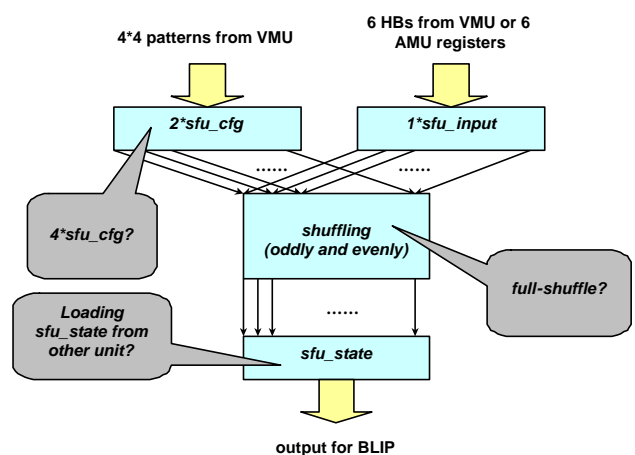 4*4 patterns from VMU
6 HBs from VMU or 6
AMU registers
2*sfu_cfg
1*sfu_input
......
......
4*sfu_cfg?
shuffling
(oddly and evenly)
full-shuffle?
Loading
sfu_state from
other unit?
......
sfu_state
output for BLIP